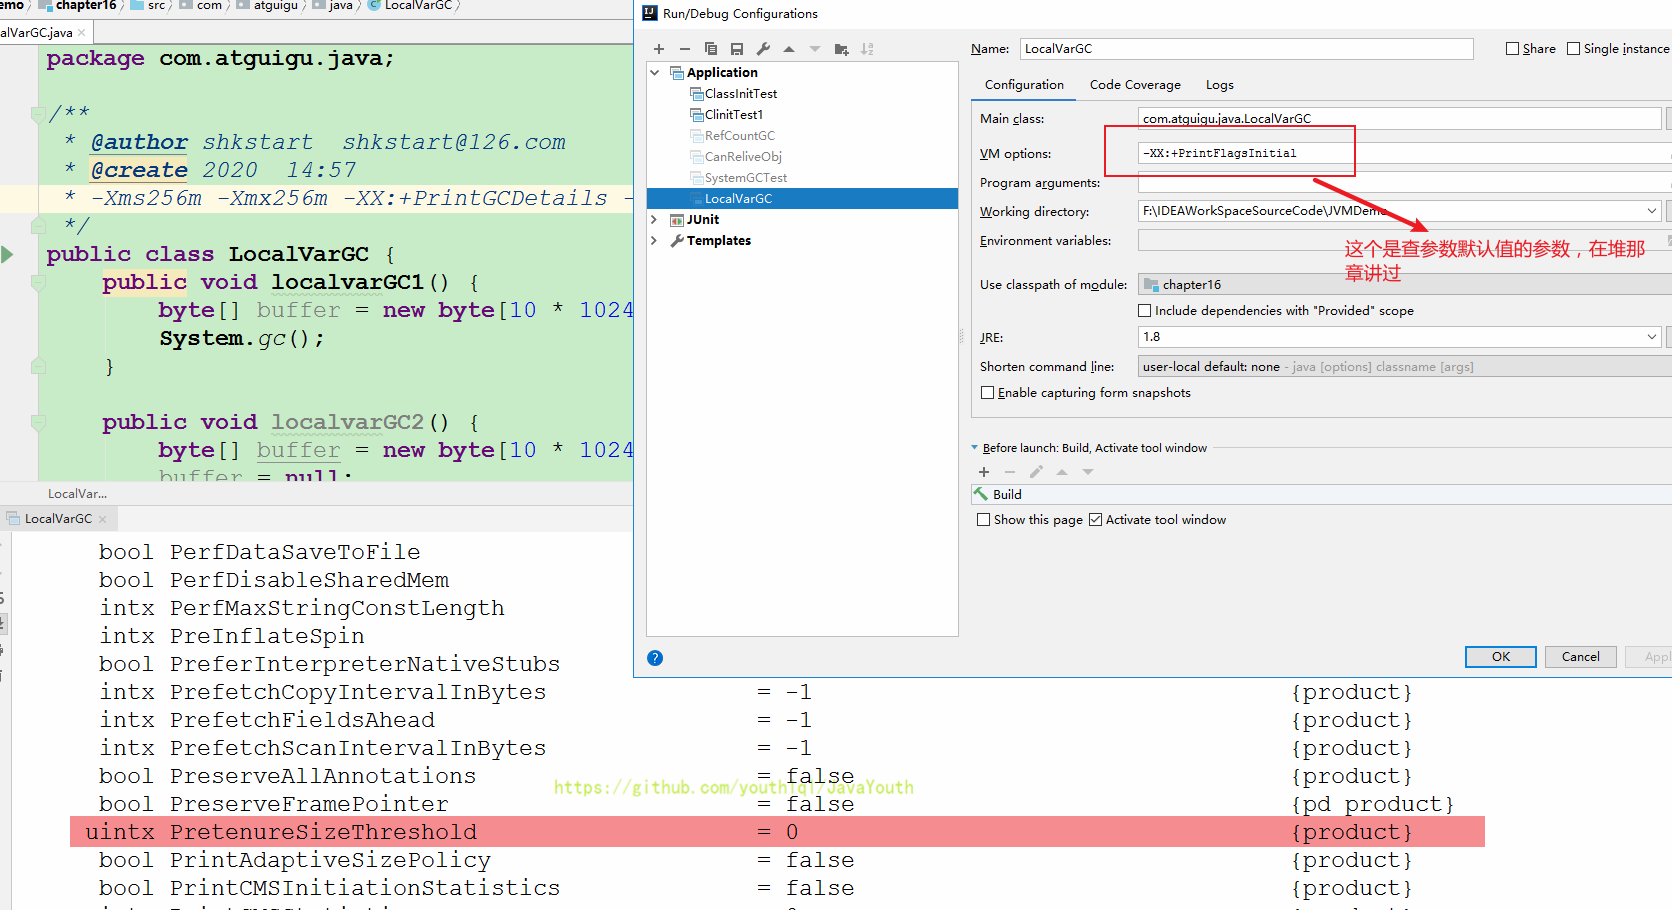 emo chapter16 src com atguigu java LocalVarGC
alVarGC.java
package com.atguigu.java;
/**
* @author shkstart  shkstart@126.com
* @create 2020  14:57
* -Xms256m -Xmx256m -XX:+PrintGCDetails -
*/
public class LocalVarGC {
public void localvarGC1() {
byte[] buffer = new byte[10 * 1024
System.gc();
}
public void localvarGC2() {
byte[] buffer = new byte[10 * 1024
buffer = null;
LocalVar...
Run/Debug Configurations
Application
ClassInitTest
ClinitTest1
RefCountGC
CanReliveObj
SystemGCTest
LocalVarGC
JUnit
Templates
Name: LocalVarGC Share Single instance
Configuration Code Coverage Logs
Main class: com.atguigu.java.LocalVarGC
VM options: -XX:+PrintFlagsInitial
Program arguments:
Working directory: F:\IDEAWorkSpaceSourceCode\JVMDemo
Environment variables:
这个是查参数默认值的参数，在堆那
章讲过
Use classpath of module: chapter16
Include dependencies with "Provided" scope
JRE: 1.8
Shorten command line: user-local default: none - java [options] classname [args]
Enable capturing form snapshots
Before launch: Build, Activate tool window
Build
Show this page Activate tool window
OK Cancel Appl
LocalVarGC
bool PerfDataSaveToFile
bool PerfDisableSharedMem
intx PerfMaxStringConstLength
intx PreInflateSpin
bool PreferInterpreterNativeStubs
intx PrefetchCopyIntervalInBytes = -1 {product}
intx PrefetchFieldsAhead = -1 {product}
intx PrefetchScanIntervalInBytes = -1 {product}
bool PreserveAllAnnotations = false {product}
https://github.com/youthlql/JavaYouth
bool PreserveFramePointer = false {pd product}
uintx PretenureSizeThreshold = 0 {product}
bool PrintAdaptiveSizePolicy = false {product}
bool PrintCMSInitiationStatistics = false {product}